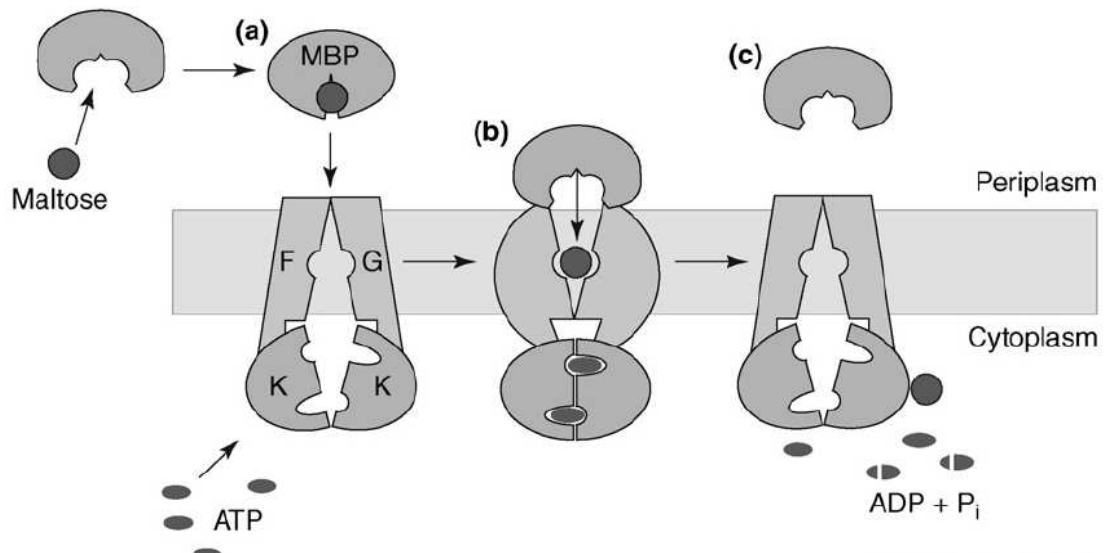 (a)
MBP
(c)
(b)
Maltose
Periplasm
F G
Cytoplasm
K K
ATP
ADP + Pi